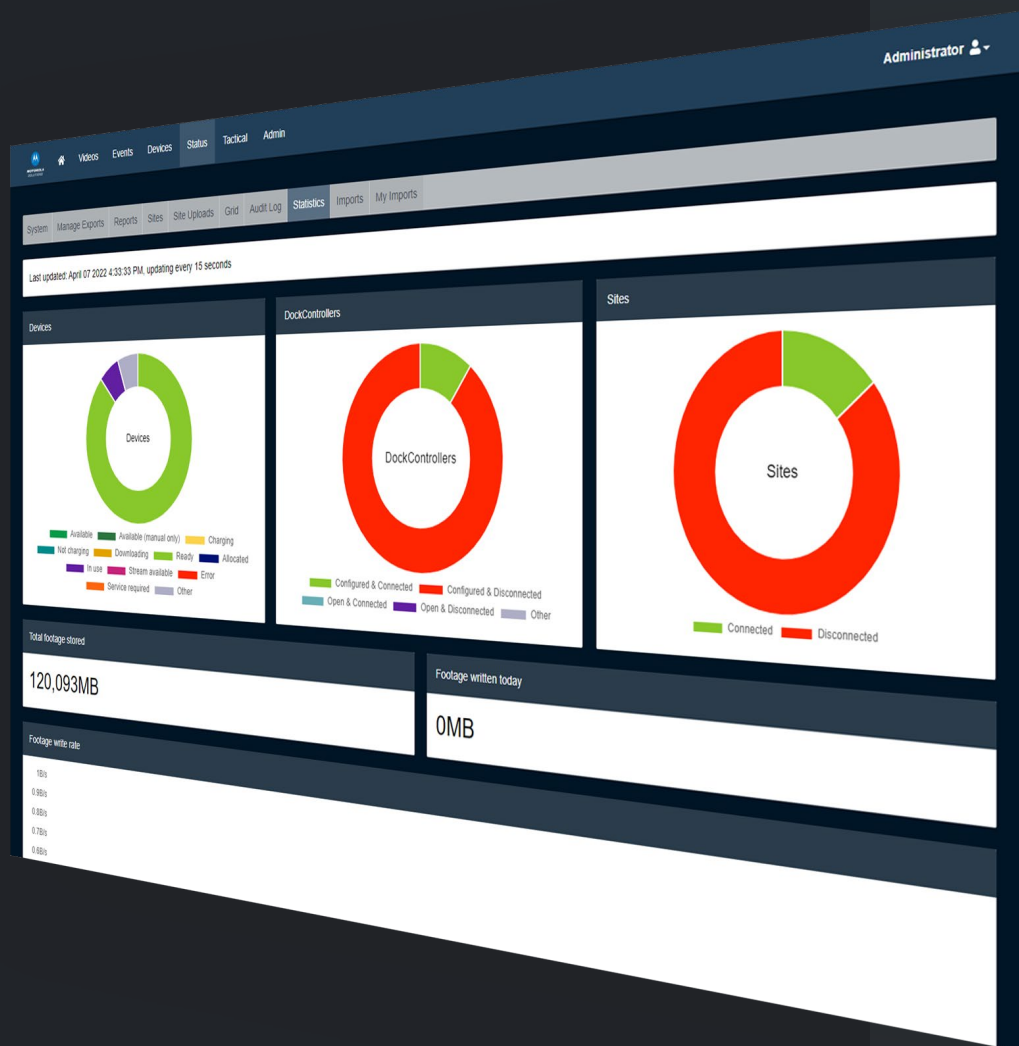 Administrator
Videos Events Devices Status Tactical Admin
System Manage Exports Reports Sites Site Uploads Grid Audit Log Statistics Imports My Imports
Last updated: April 07 2022 4:33:33 PM, updating every 15 seconds
Devices
DockControllers
Sites
Devices
DockControllers
Sites
Available Available (manual only) Charging
Not charging Downloading Ready Allocated
In use Stream available Error
Service required Other
Configured & Connected Configured & Disconnected
Open & Connected Open & Disconnected Other
Connected Disconnected
Total footage stored
120,093MB
Footage written today
0MB
Footage write rate
1B/s
0.9B/s
0.8B/s
0.7B/s
0.6B/s